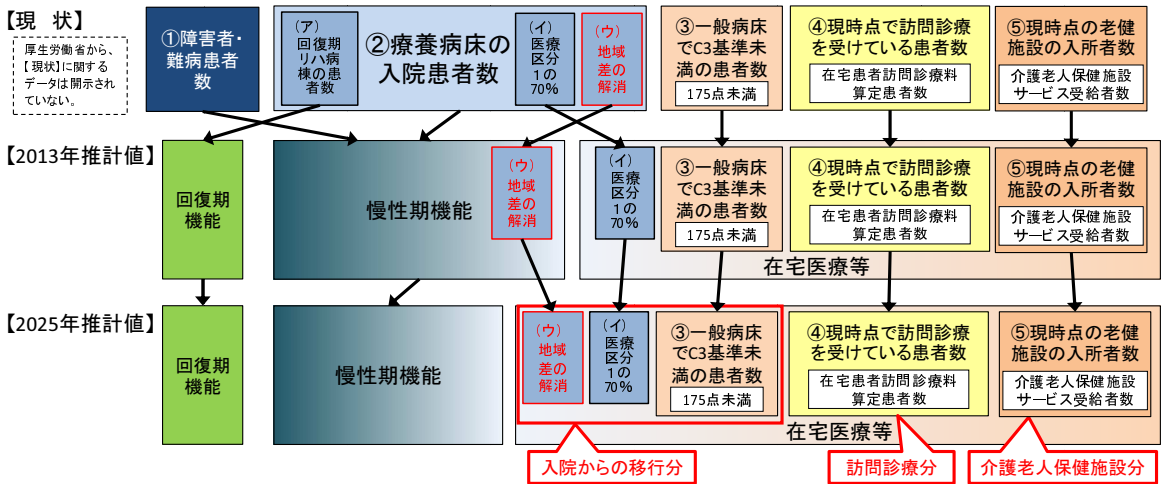 【現 状】
厚生労働省から、
【現状】に関する
データは開示され
ていない。
①障害者・
難病患者
数
（ア）
回復期
リハ病
棟の患
者数
②療養病床の
入院患者数
（イ）
医療
区分
1の
70%
（ウ）
地域
差の
解消
③一般病床
でC3基準未
満の患者数
175点未満
④現時点で訪問診療
を受けている患者数
在宅患者訪問診療料
算定患者数
⑤現時点の老健
施設の入所者数
介護老人保健施設
サービス受給者数
【2013年推計値】
回復期
機能
慢性期機能
（ウ）
地域
差の
解消
（イ）
医療
区分
1の
70%
③一般病床
でC3基準未
満の患者数
175点未満
④現時点で訪問診療
を受けている患者数
在宅患者訪問診療料
算定患者数
⑤現時点の老健
施設の入所者数
介護老人保健施設
サービス受給者数
在宅医療等
【2025年推計値】
回復期
機能
慢性期機能
（ウ）
地域
差の
解消
（イ）
医療
区分
1の
70%
③一般病床
でC3基準未
満の患者数
175点未満
④現時点で訪問診療
を受けている患者数
在宅患者訪問診療料
算定患者数
⑤現時点の老健
施設の入所者数
介護老人保健施設
サービス受給者数
在宅医療等
入院からの移行分
訪問診療分
介護老人保健施設分